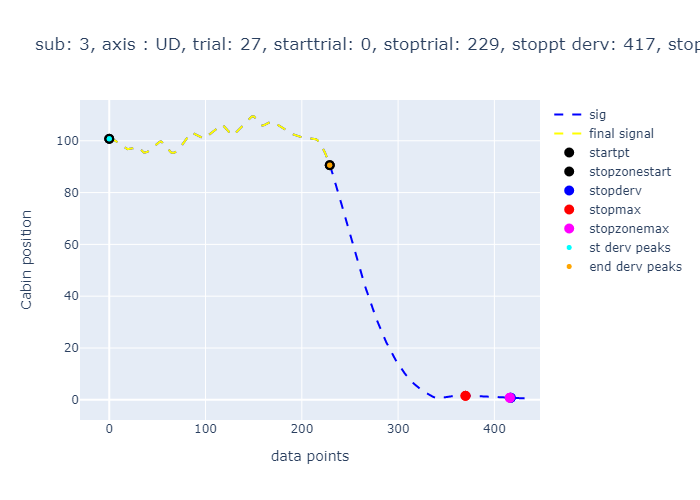 sub: 3, axis : UD, trial: 27, starttrial: 0, stoptrial: 229, stoppt derv: 417, stop
100
80
60
40
20
0
0
100
200
300
400
Cabin position
data points
sig
final signal
startpt
stopzonestart
stopderv
stopmax
stopzonemax
st derv peaks
end derv peaks